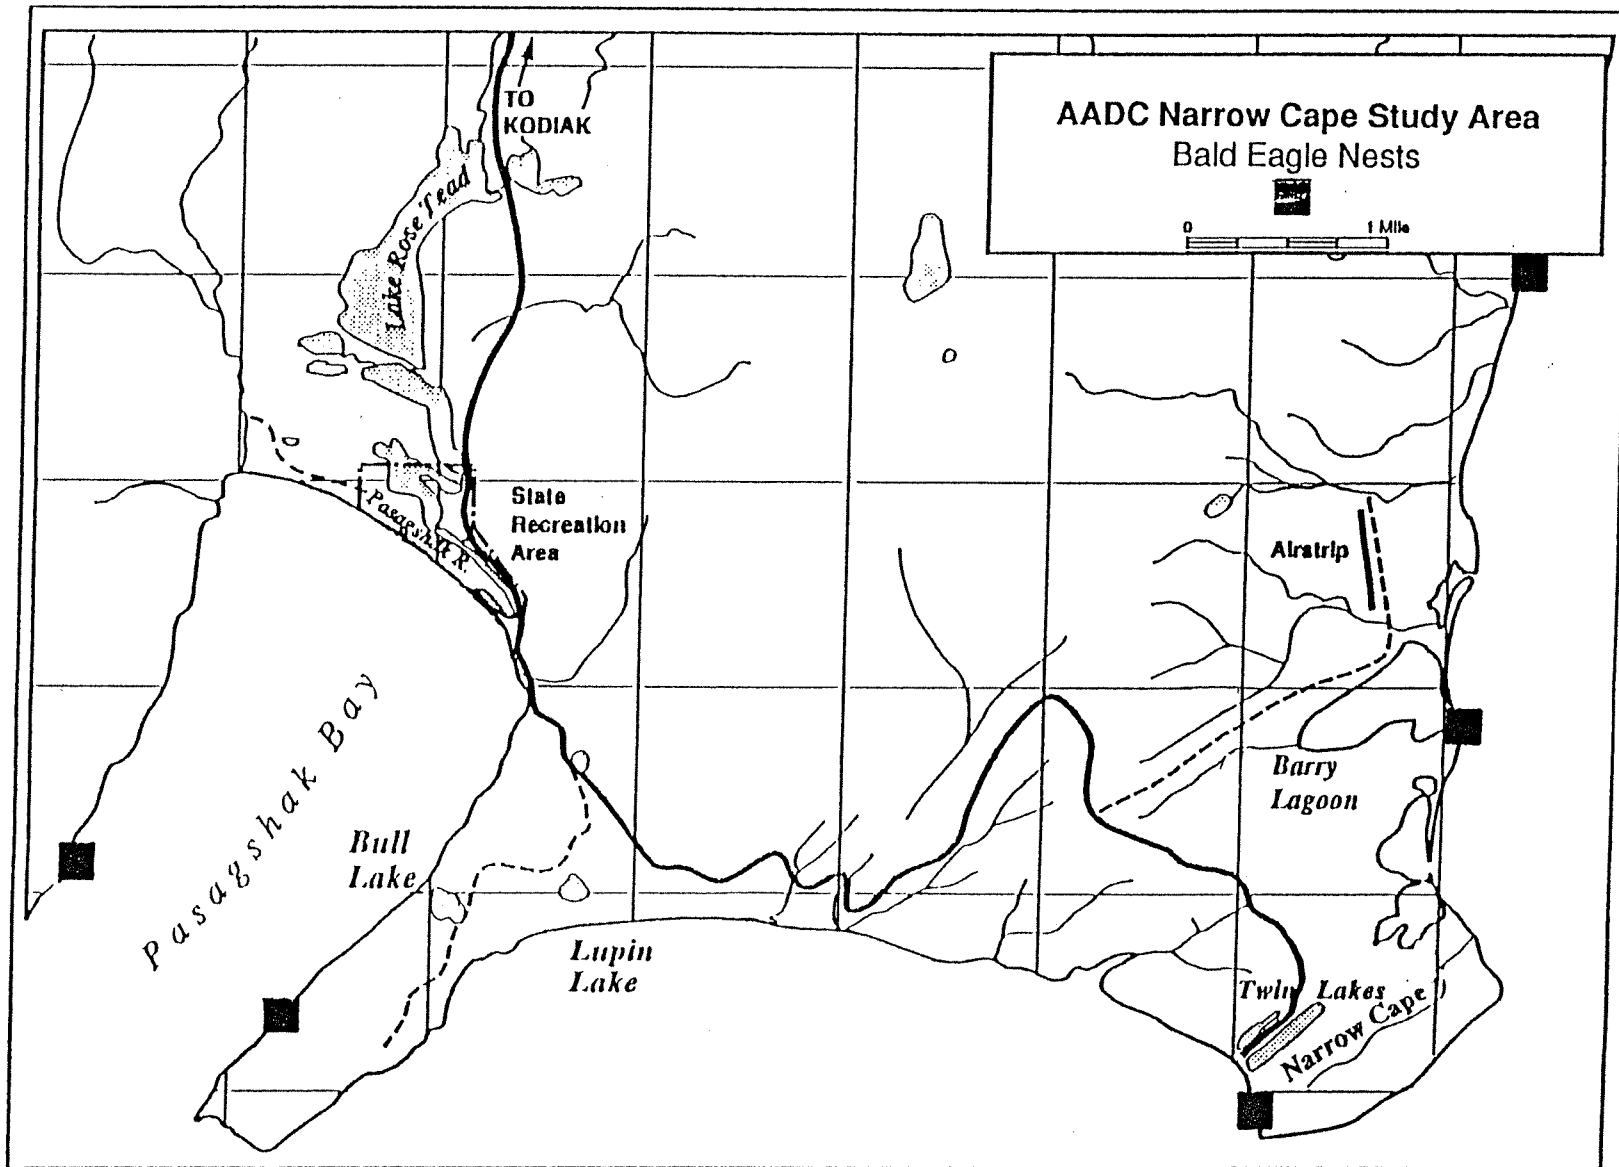 AADC Narrow Cape Study Area
Bald Eagle Nests
0 1 Mile
TO
KODIAK
Lake Rose Tead
State
Recreation
Area
Pasagshak R.
Airstrip
Pasagshak Bay
Barry
Lagoon
Bull
Lake
Lupin
Lake
Twin Lakes
Narrow Cape